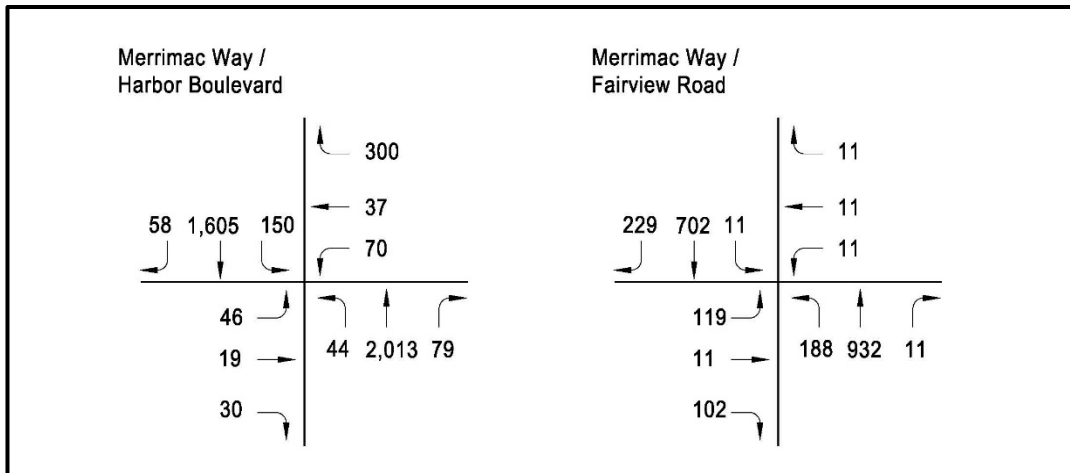 Merrimac Way /
Harbor Boulevard
300
37
58 1,605 150
70
46
44 2,013 79
19
30
Merrimac Way /
Fairview Road
11
11
229 702 11
11
119
188 932 11
11
102